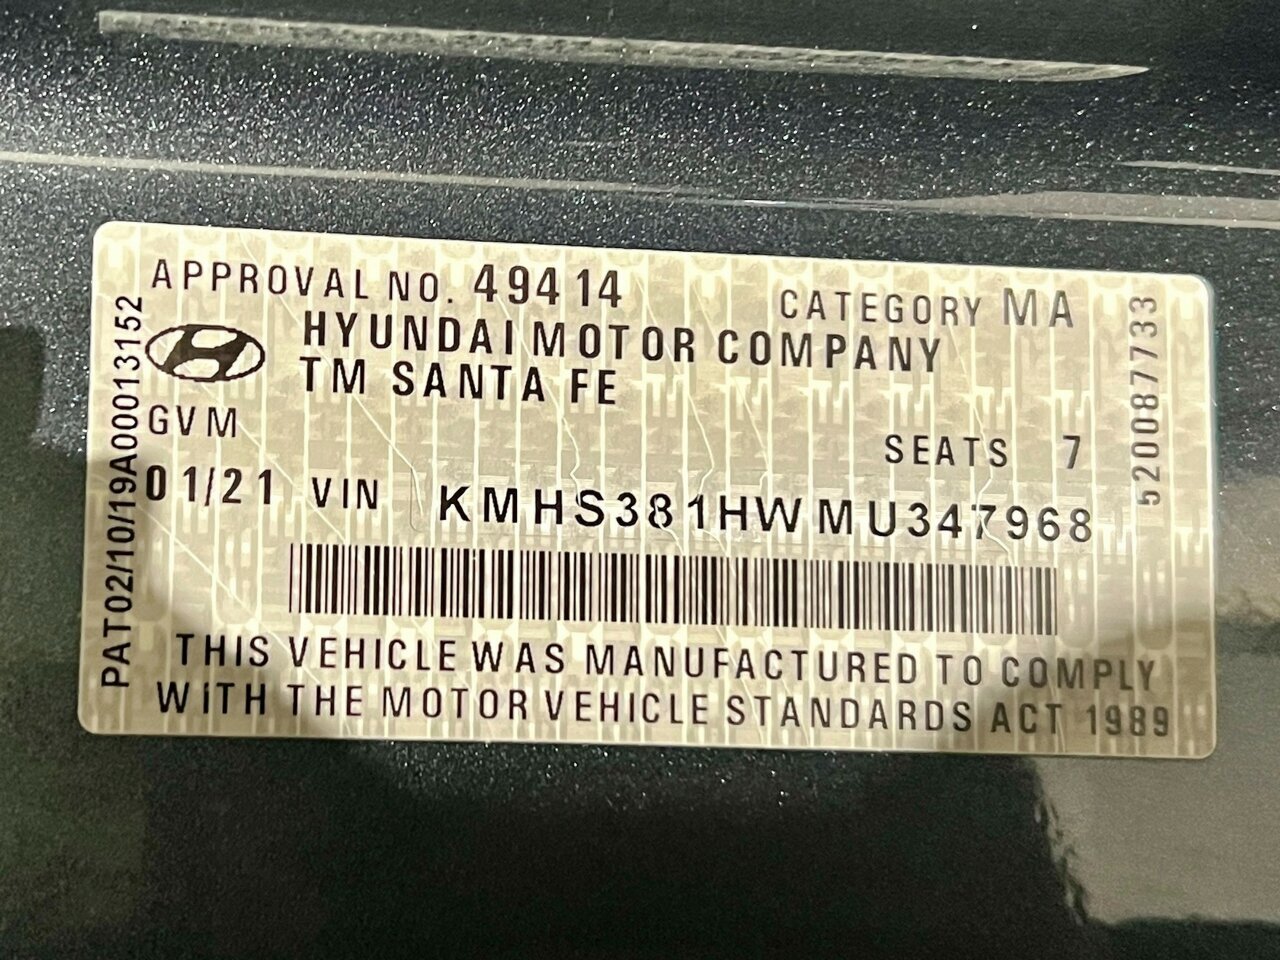 APPROVAL NO. 49414 CATEGORY MA
HYUNDAI MOTOR COMPANY
TM SANTA FE
GVM SEATS 7
01/21 VIN KMHS381HWMU347968
THIS VEHICLE WAS MANUFACTURED TO COMPLY
WITH THE MOTOR VEHICLE STANDARDS ACT 1989
PAT02/10/19A00013152
520087733